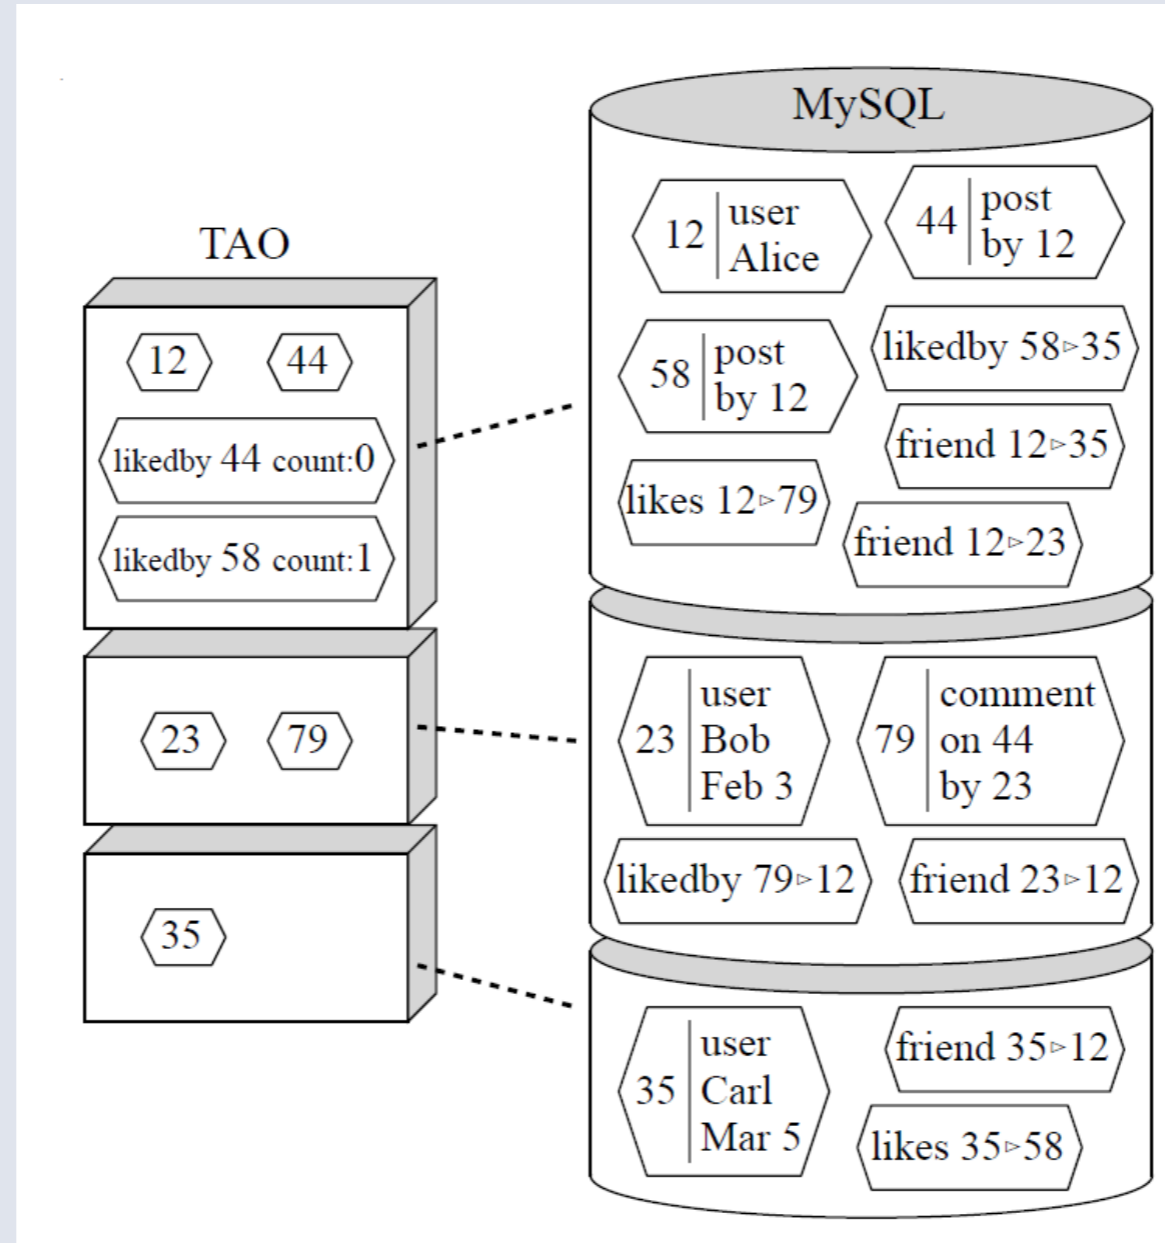 TAO
12
44
likedby 44 count:0
likedby 58 count:1
23
79
35
MySQL
12
user
Alice
44
post
by 12
58
post
by 12
likedby 58▹35
friend 12▹35
likes 12▹79
friend 12▹23
23
user
Bob
Feb 3
79
comment
on 44
by 23
likedby 79▹12
friend 23▹12
35
user
Carl
Mar 5
friend 35▹12
likes 35▹58